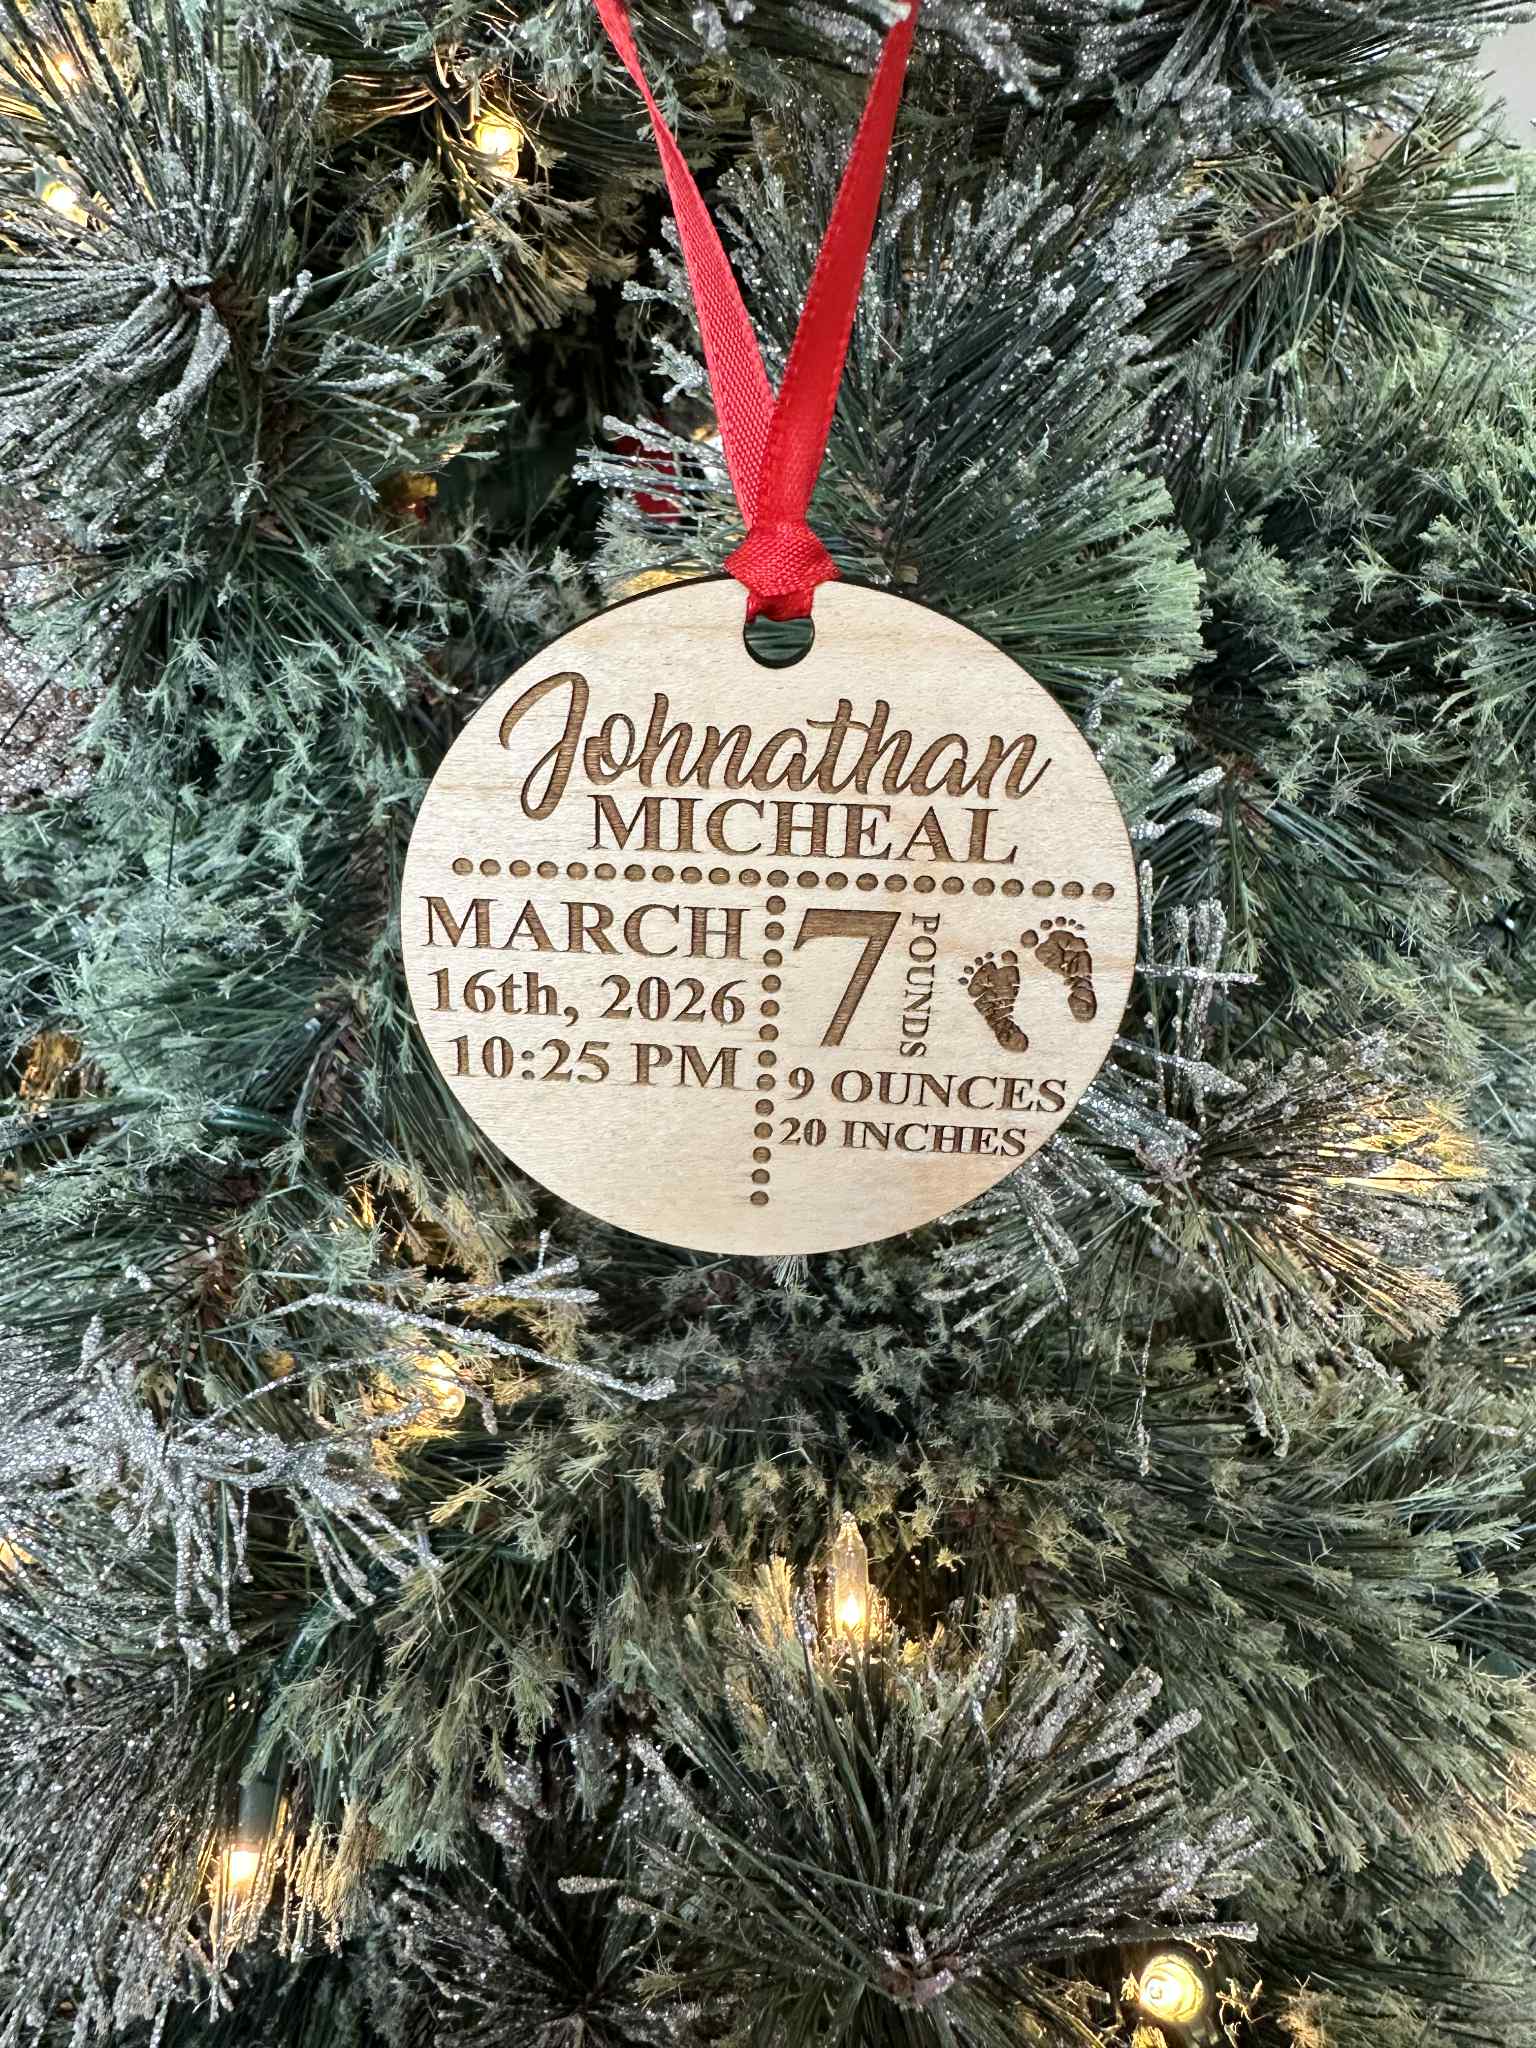 Johnathan
MICHEAL
MARCH
16th, 2026
10:25 PM
7 POUNDS
9 OUNCES
20 INCHES